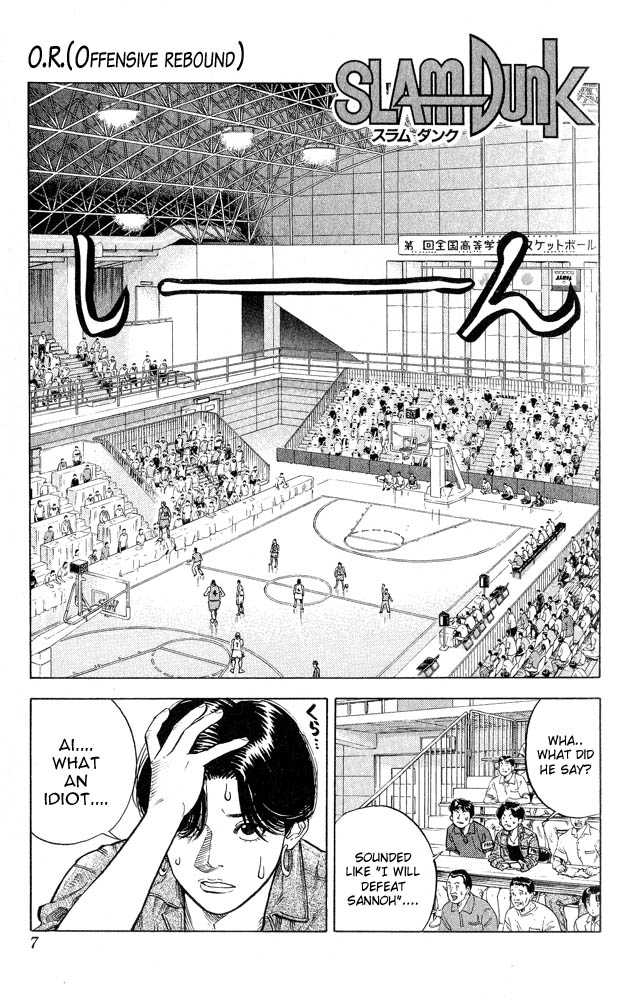 O.R.(OFFENSIVE REBOUND)
SLAM DUNK
スラムダンク
第 回全国高等学
スケットボール
しーん
WHA..
WHAT DID
HE SAY?
SOUNDED
LIKE "I WILL
DEFEAT
SANNOH"....
くら…
AI....
WHAT
AN
IDIOT....
7